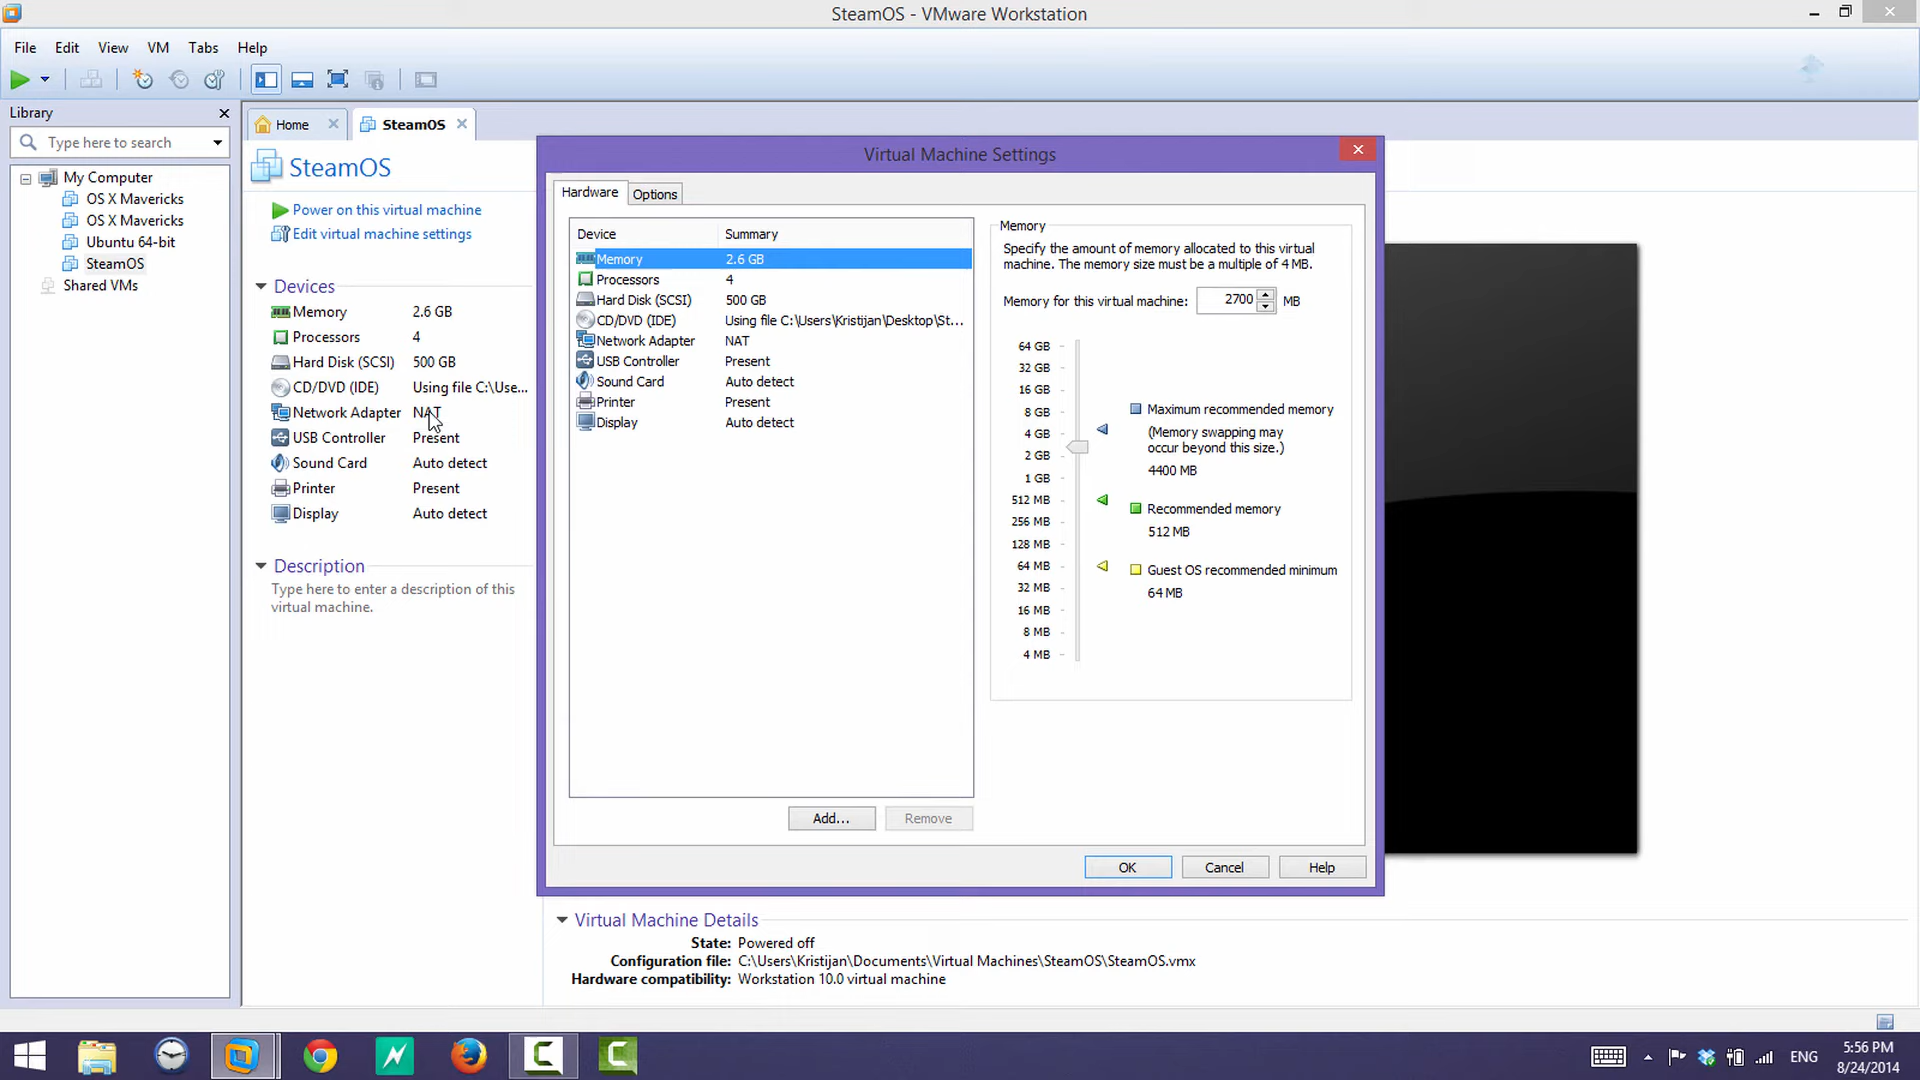 SteamOS - VMware Workstation
File Edit View VM Tabs Help
Library
Type here to search
My Computer
OS X Mavericks
OS X Mavericks
Ubuntu 64-bit
SteamOS
Shared VMs
Home SteamOS
SteamOS
Power on this virtual machine
Edit virtual machine settings
Devices
Memory 2.6 GB
Processors 4
Hard Disk (SCSI) 500 GB
CD/DVD (IDE) Using file C:\Use...
Network Adapter NAT
USB Controller Present
Sound Card Auto detect
Printer Present
Display Auto detect
Description
Type here to enter a description of this
virtual machine.
Virtual Machine Settings
Hardware Options
Device Summary
Memory 2.6 GB
Processors 4
Hard Disk (SCSI) 500 GB
CD/DVD (IDE) Using file C:\Users\Kristijan\Desktop\St...
Network Adapter NAT
USB Controller Present
Sound Card Auto detect
Printer Present
Display Auto detect
Add... Remove
Memory
Specify the amount of memory allocated to this virtual
machine. The memory size must be a multiple of 4 MB.
Memory for this virtual machine: 2700 MB
64 GB
32 GB
16 GB
8 GB
4 GB
2 GB
1 GB
512 MB
256 MB
128 MB
64 MB
32 MB
16 MB
8 MB
4 MB
Maximum recommended memory
(Memory swapping may
occur beyond this size.)
4400 MB
Recommended memory
512 MB
Guest OS recommended minimum
64 MB
OK Cancel Help
Virtual Machine Details
State: Powered off
Configuration file: C:\Users\Kristijan\Documents\Virtual Machines\SteamOS\SteamOS.vmx
Hardware compatibility: Workstation 10.0 virtual machine
ENG
5:56 PM
8/24/2014